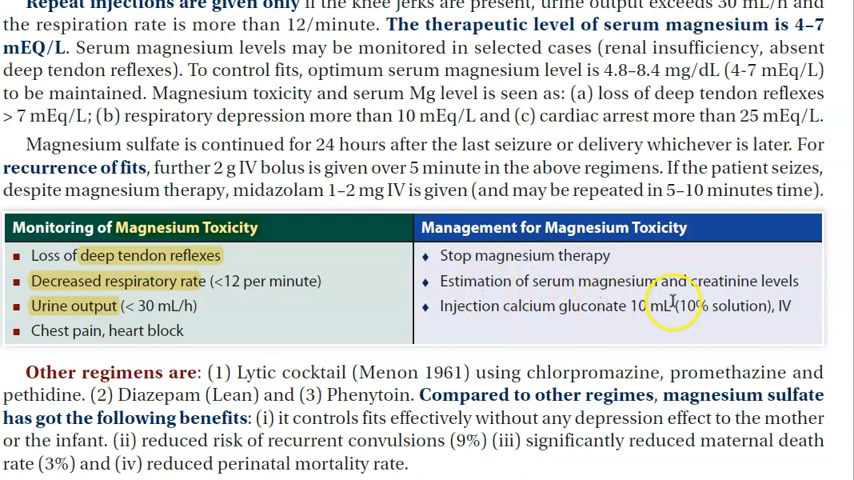 Repeat injections are given only if the knee jerks are present, urine output exceeds 30 mL/h and
the respiration rate is more than 12/minute. The therapeutic level of serum magnesium is 4–7
mEQ/L. Serum magnesium levels may be monitored in selected cases (renal insufficiency, absent
deep tendon reflexes). To control fits, optimum serum magnesium level is 4.8–8.4 mg/dL (4-7 mEq/L)
to be maintained. Magnesium toxicity and serum Mg level is seen as: (a) loss of deep tendon reflexes
> 7 mEq/L; (b) respiratory depression more than 10 mEq/L and (c) cardiac arrest more than 25 mEq/L.
Magnesium sulfate is continued for 24 hours after the last seizure or delivery whichever is later. For
recurrence of fits, further 2 g IV bolus is given over 5 minute in the above regimens. If the patient seizes,
despite magnesium therapy, midazolam 1–2 mg IV is given (and may be repeated in 5–10 minutes time).
Monitoring of Magnesium Toxicity
Loss of deep tendon reflexes
Decreased respiratory rate (<12 per minute)
Urine output (< 30 mL/h)
Chest pain, heart block
Management for Magnesium Toxicity
Stop magnesium therapy
Estimation of serum magnesium and creatinine levels
Injection calcium gluconate 10 mL (10% solution), IV
Other regimens are: (1) Lytic cocktail (Menon 1961) using chlorpromazine, promethazine and
pethidine. (2) Diazepam (Lean) and (3) Phenytoin. Compared to other regimes, magnesium sulfate
has got the following benefits: (i) it controls fits effectively without any depression effect to the mother
or the infant. (ii) reduced risk of recurrent convulsions (9%) (iii) significantly reduced maternal death
rate (3%) and (iv) reduced perinatal mortality rate.